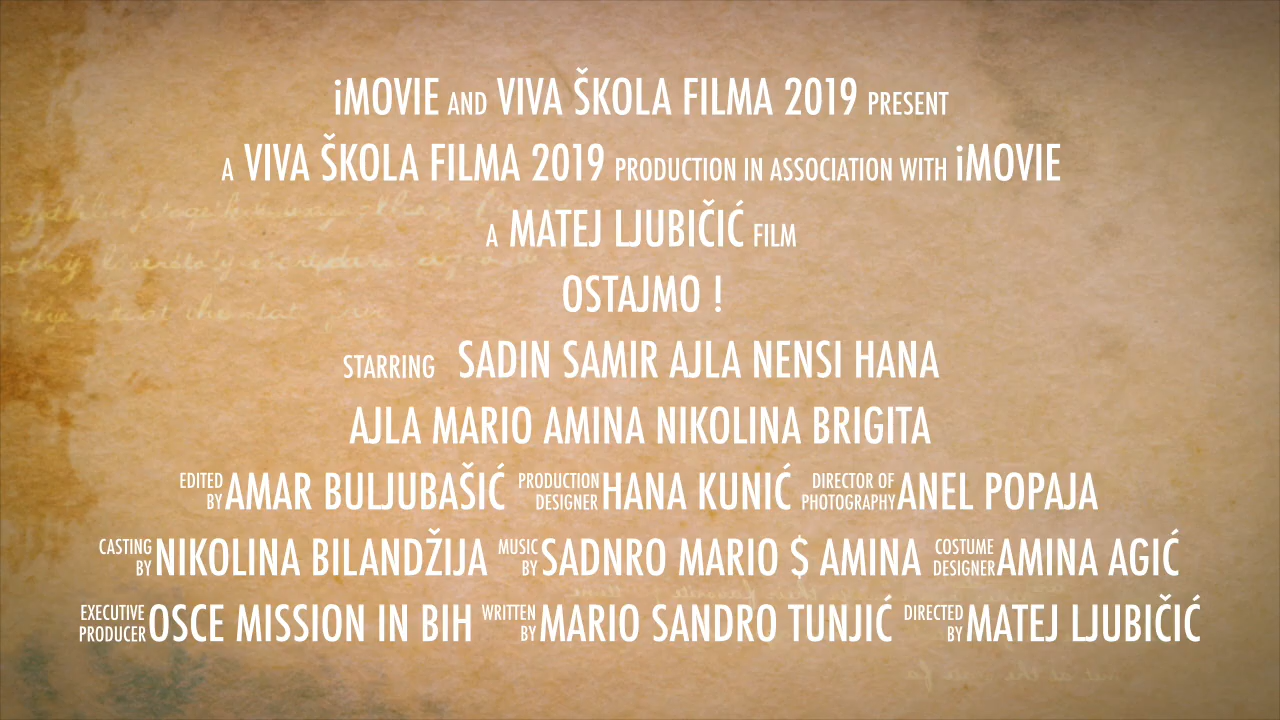 iMOVIE AND VIVA ŠKOLA FILMA 2019 PRESENT
A VIVA ŠKOLA FILMA 2019 PRODUCTION IN ASSOCIATION WITH iMOVIE
A MATEJ LJUBIČIĆ FILM
OSTAJMO !
STARRING SADIN SAMIR AJLA NENSI HANA
AJLA MARIO AMINA NIKOLINA BRIGITA
EDITED BY AMAR BULJUBAŠIĆ PRODUCTION DESIGNER HANA KUNIĆ DIRECTOR OF PHOTOGRAPHY ANEL POPAJA
CASTING BY NIKOLINA BILANDŽIJA MUSIC BY SADNRO MARIO $ AMINA COSTUME DESIGNER AMINA AGIĆ
EXECUTIVE PRODUCER OSCE MISSION IN BIH WRITTEN BY MARIO SANDRO TUNJIĆ DIRECTED BY MATEJ LJUBIČIĆ